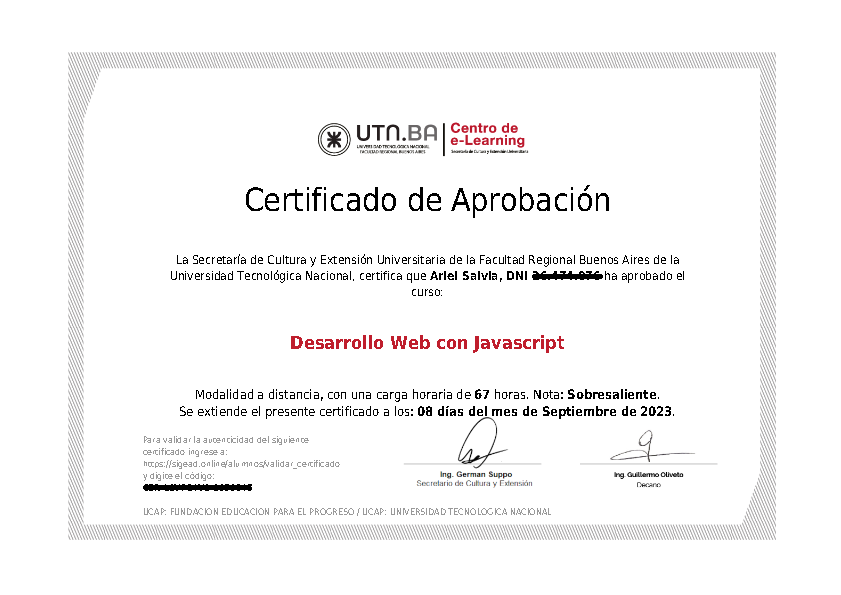 UTN.BA
UNIVERSIDAD TECNOLÓGICA NACIONAL
FACULTAD REGIONAL BUENOS AIRES
Centro de
e-Learning
Secretaría de Cultura y Extensión Universitaria
Certificado de Aprobación
La Secretaría de Cultura y Extensión Universitaria de la Facultad Regional Buenos Aires de la
Universidad Tecnológica Nacional, certifica que Ariel Salvia, DNI ha aprobado el
curso:
Desarrollo Web con Javascript
Modalidad a distancia, con una carga horaria de 67 horas. Nota: Sobresaliente.
Se extiende el presente certificado a los: 08 días del mes de Septiembre de 2023.
Para validar la autenticidad del siguiente
certificado ingrese a:
https://sigead.online/alumnos/validar_certificado
y digite el código:
Ing. German Suppo
Secretario de Cultura y Extensión
Ing. Guillermo Oliveto
Decano
UCAP: FUNDACION EDUCACION PARA EL PROGRESO / UCAP: UNIVERSIDAD TECNOLOGICA NACIONAL